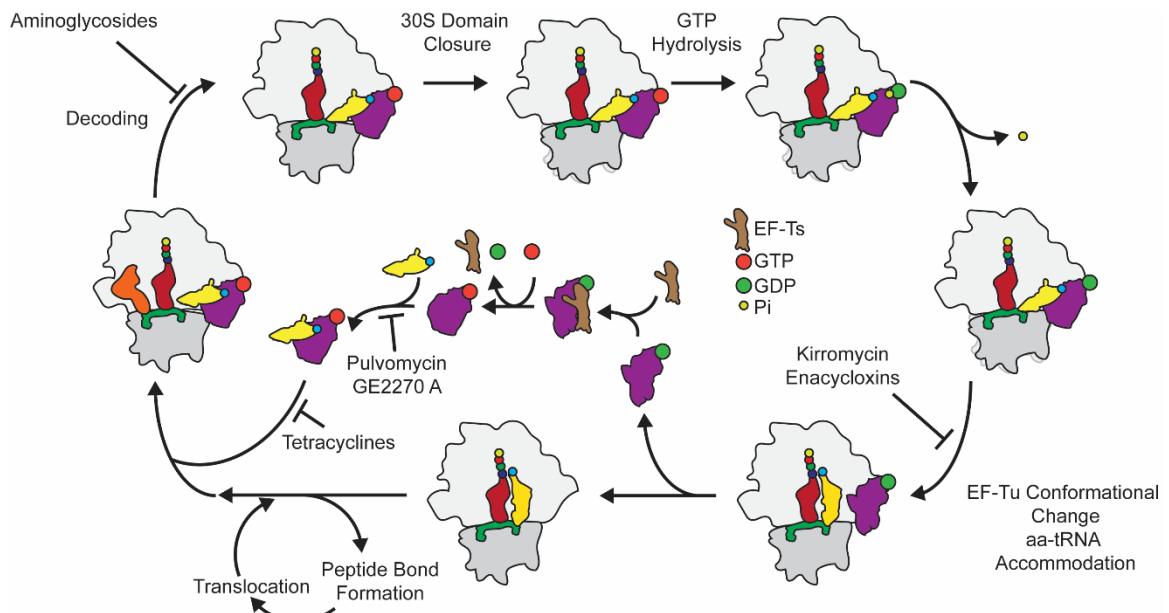 Aminoglycosides
Decoding
30S Domain
Closure
GTP
Hydrolysis
EF-Ts
GTP
GDP
Pi
Pulvomycin
GE2270 A
Tetracyclines
Kirromycin
Enacycloxins
EF-Tu Conformational
Change
aa-tRNA
Accommodation
Translocation
Peptide Bond
Formation